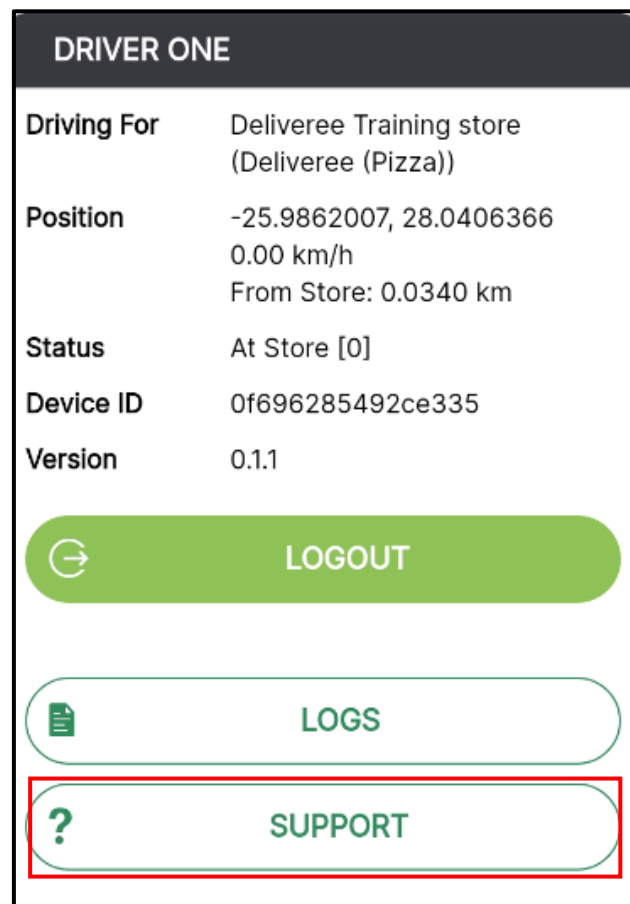 DRIVER ONE
Driving For Deliveree Training store
(Deliveree (Pizza))
Position -25.9862007, 28.0406366
0.00 km/h
From Store: 0.0340 km
Status At Store [0]
Device ID 0f696285492ce335
Version 0.1.1
LOGOUT
LOGS
? SUPPORT